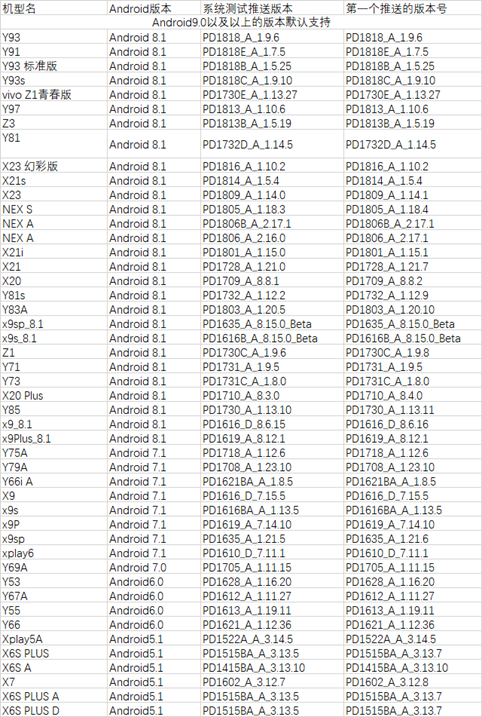 机型名 Android版本 系统测试推送版本 第一个推送的版本号
Android9.0以及以上的版本默认支持
Y93 Android 8.1 PD1818_A_1.9.6 PD1818_A_1.9.6
Y91 Android 8.1 PD1818E_A_1.7.5 PD1818E_A_1.7.5
Y93 标准版 Android 8.1 PD1818B_A_1.5.25 PD1818B_A_1.5.25
Y93s Android 8.1 PD1818C_A_1.9.10 PD1818C_A_1.9.10
vivo Z1青春版 Android 8.1 PD1730E_A_1.13.27 PD1730E_A_1.13.27
Y97 Android 8.1 PD1813_A_1.10.6 PD1813_A_1.10.6
Z3 Android 8.1 PD1813B_A_1.5.19 PD1813B_A_1.5.19
Y81 Android 8.1 PD1732D_A_1.14.5 PD1732D_A_1.14.5
X23 幻彩版 Android 8.1 PD1816_A_1.10.2 PD1816_A_1.10.2
X21s Android 8.1 PD1814_A_1.5.4 PD1814_A_1.5.4
X23 Android 8.1 PD1809_A_1.14.0 PD1809_A_1.14.1
NEX S Android 8.1 PD1805_A_1.18.3 PD1805_A_1.18.4
NEX A Android 8.1 PD1806B_A_2.17.1 PD1806B_A_2.17.1
NEX A Android 8.1 PD1806_A_2.16.0 PD1806_A_2.17.1
X21i Android 8.1 PD1801_A_1.15.0 PD1801_A_1.15.1
X21 Android 8.1 PD1728_A_1.21.0 PD1728_A_1.21.7
X20 Android 8.1 PD1709_A_8.8.1 PD1709_A_8.8.2
Y81s Android 8.1 PD1732_A_1.12.2 PD1732_A_1.12.9
Y83A Android 8.1 PD1803_A_1.20.5 PD1803_A_1.20.10
x9sp_8.1 Android 8.1 PD1635_A_8.15.0_Beta PD1635_A_8.15.0_Beta
x9s_8.1 Android 8.1 PD1616B_A_8.15.0_Beta PD1616B_A_8.15.0_Beta
Z1 Android 8.1 PD1730C_A_1.9.6 PD1730C_A_1.9.8
Y71 Android 8.1 PD1731_A_1.9.5 PD1731_A_1.9.5
Y73 Android 8.1 PD1731C_A_1.8.0 PD1731C_A_1.8.0
X20 Plus Android 8.1 PD1710_A_8.3.0 PD1710_A_8.4.0
Y85 Android 8.1 PD1730_A_1.13.10 PD1730_A_1.13.11
x9_8.1 Android 8.1 PD1616_D_8.6.15 PD1616_D_8.6.16
x9Plus_8.1 Android 8.1 PD1619_A_8.12.1 PD1619_A_8.12.1
Y75A Android 7.1 PD1718_A_1.12.6 PD1718_A_1.12.6
Y79A Android 7.1 PD1708_A_1.23.10 PD1708_A_1.23.10
Y66i A Android 7.1 PD1621BA_A_1.8.5 PD1621BA_A_1.8.5
X9 Android 7.1 PD1616_D_7.15.5 PD1616_D_7.15.5
x9s Android 7.1 PD1616BA_A_1.13.5 PD1616BA_A_1.13.5
x9P Android 7.1 PD1619_A_7.14.10 PD1619_A_7.14.10
x9sp Android 7.1 PD1635_A_1.21.5 PD1635_A_1.21.6
xplay6 Android 7.1 PD1610_D_7.11.1 PD1610_D_7.11.1
Y69A Android 7.0 PD1705_A_1.11.15 PD1705_A_1.11.15
Y53 Android6.0 PD1628_A_1.16.20 PD1628_A_1.16.20
Y67A Android6.0 PD1612_A_1.11.27 PD1612_A_1.11.27
Y55 Android6.0 PD1613_A_1.19.11 PD1613_A_1.19.11
Y66 Android6.0 PD1621_A_1.12.36 PD1621_A_1.12.36
Xplay5A Android5.1 PD1522A_A_3.14.5 PD1522A_A_3.14.5
X6S PLUS Android5.1 PD1515BA_A_3.13.5 PD1515BA_A_3.13.7
X6S A Android5.1 PD1415BA_A_3.13.10 PD1415BA_A_3.13.10
X7 Android5.1 PD1602_A_3.12.7 PD1602_A_3.12.8
X6S PLUS A Android5.1 PD1515BA_A_3.13.5 PD1515BA_A_3.13.7
X6S PLUS D Android5.1 PD1515BA_A_3.13.5 PD1515BA_A_3.13.7